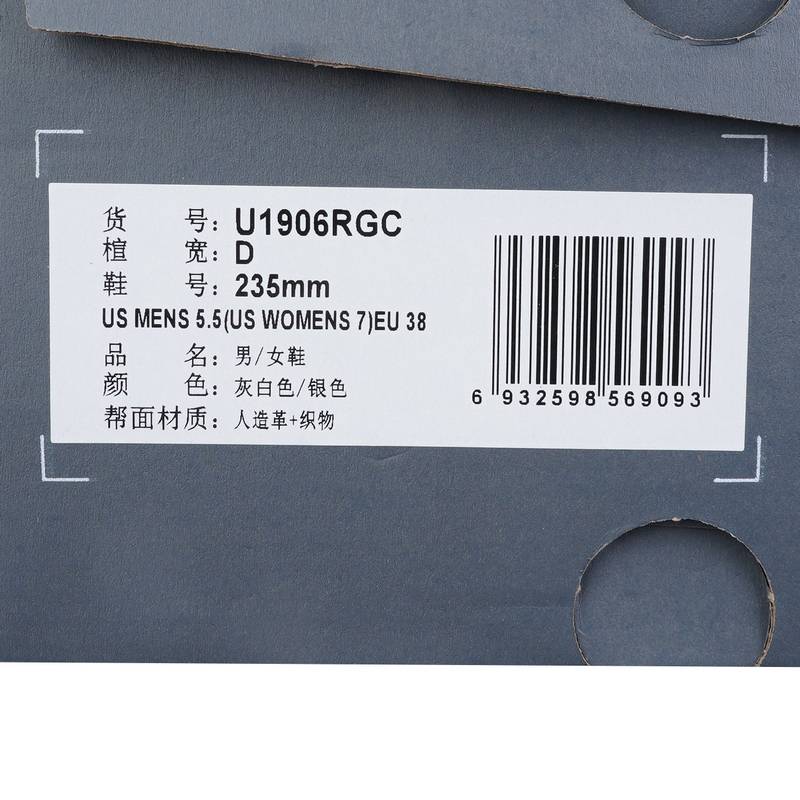 货号：U1906RGC
楦宽：D
鞋号：235mm
US MENS 5.5(US WOMENS 7)EU 38
品名：男/女鞋
颜色：灰白色/银色
帮面材质：人造革+织物
6 932598 569093